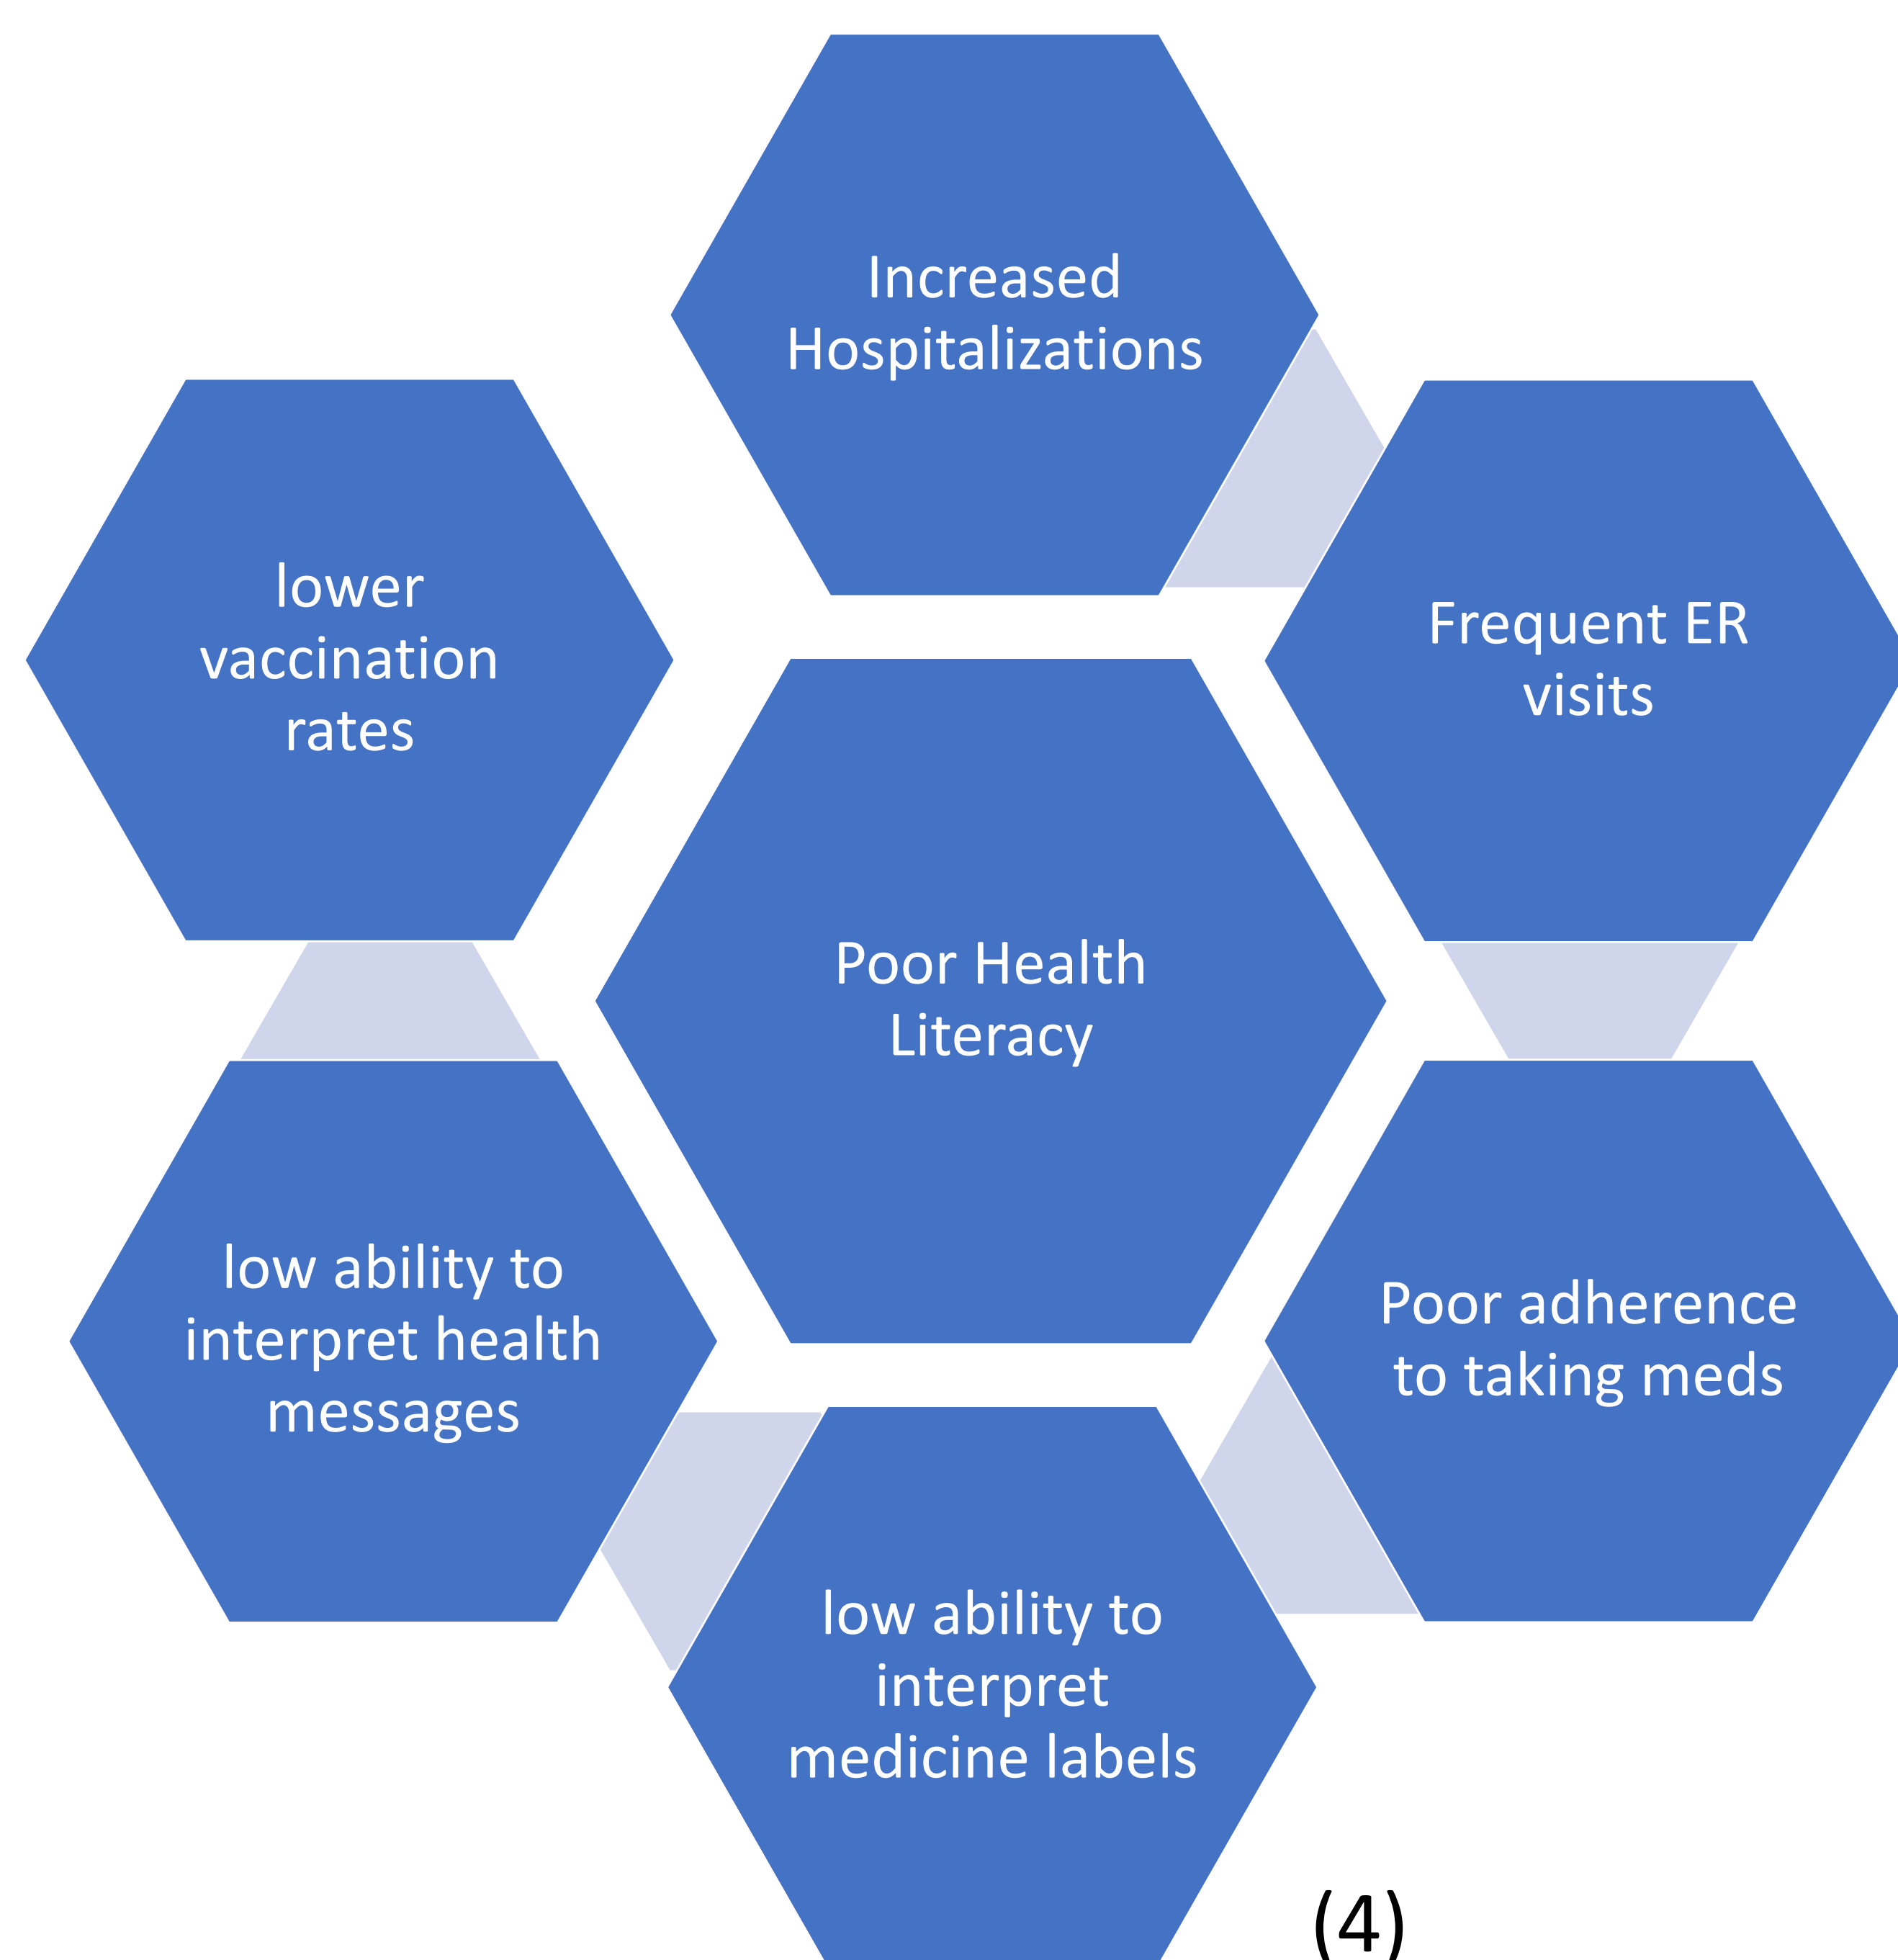 Increased
Hospitalizations
lower
vaccination
rates
Frequent ER
visits
Poor Health
Literacy
low ability to
interpret health
messages
Poor adherence
to taking meds
low ability to
interpret
medicine labels
(4)